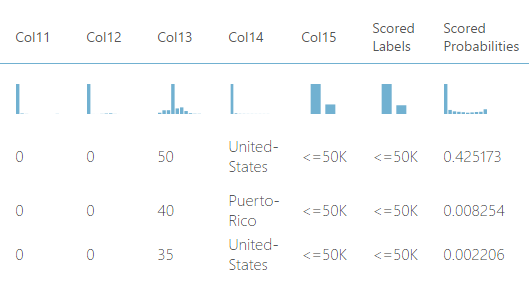 Col11 Col12 Col13 Col14 Col15 Scored Labels Scored Probabilities
0 0 50 United-States <=50K <=50K 0.425173
0 0 40 Puerto-Rico <=50K <=50K 0.008254
0 0 35 United-States <=50K <=50K 0.002206